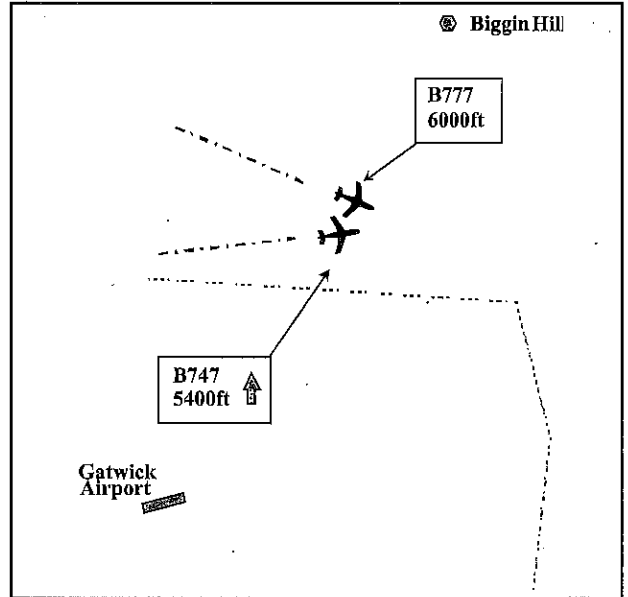 Biggin Hill
B777
6000ft
B747
5400ft
Gatwick
Airport